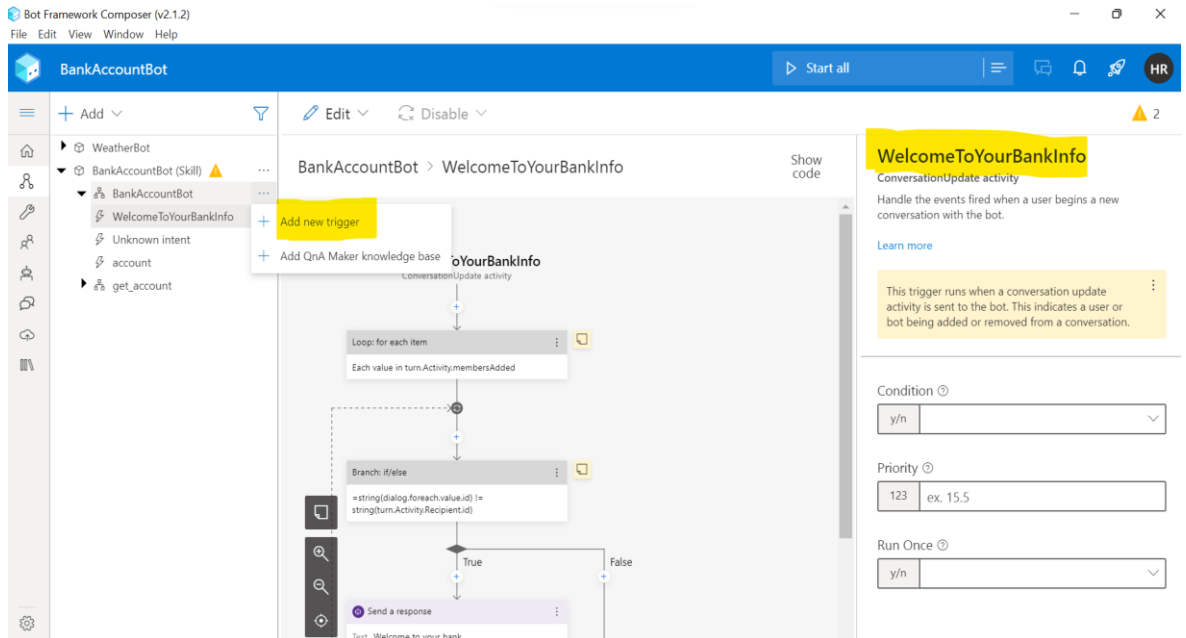 Bot Framework Composer (v2.1.2)
File Edit View Window Help
BankAccountBot
Start all
HR
Add
Edit
Disable
2
WeatherBot
BankAccountBot (Skill)
BankAccountBot
WelcomeToYourBankInfo
Unknown intent
account
get_account
Add new trigger
Add QnA Maker knowledge base
BankAccountBot > WelcomeToYourBankInfo
Show
code
oYourBankInfo
ConversationUpdate activity
Loop: for each item
Each value in turn.Activity.membersAdded
Branch: if/else
=string(dialog.foreach.value.id) !=
string(turn.Activity.Recipient.id)
True
False
Send a response
Text Welcome to your bank
WelcomeToYourBankInfo
ConversationUpdate activity
Handle the events fired when a user begins a new
conversation with the bot.
Learn more
This trigger runs when a conversation update
activity is sent to the bot. This indicates a user or
bot being added or removed from a conversation.
Condition
y/n
Priority
123 ex. 15.5
Run Once
y/n